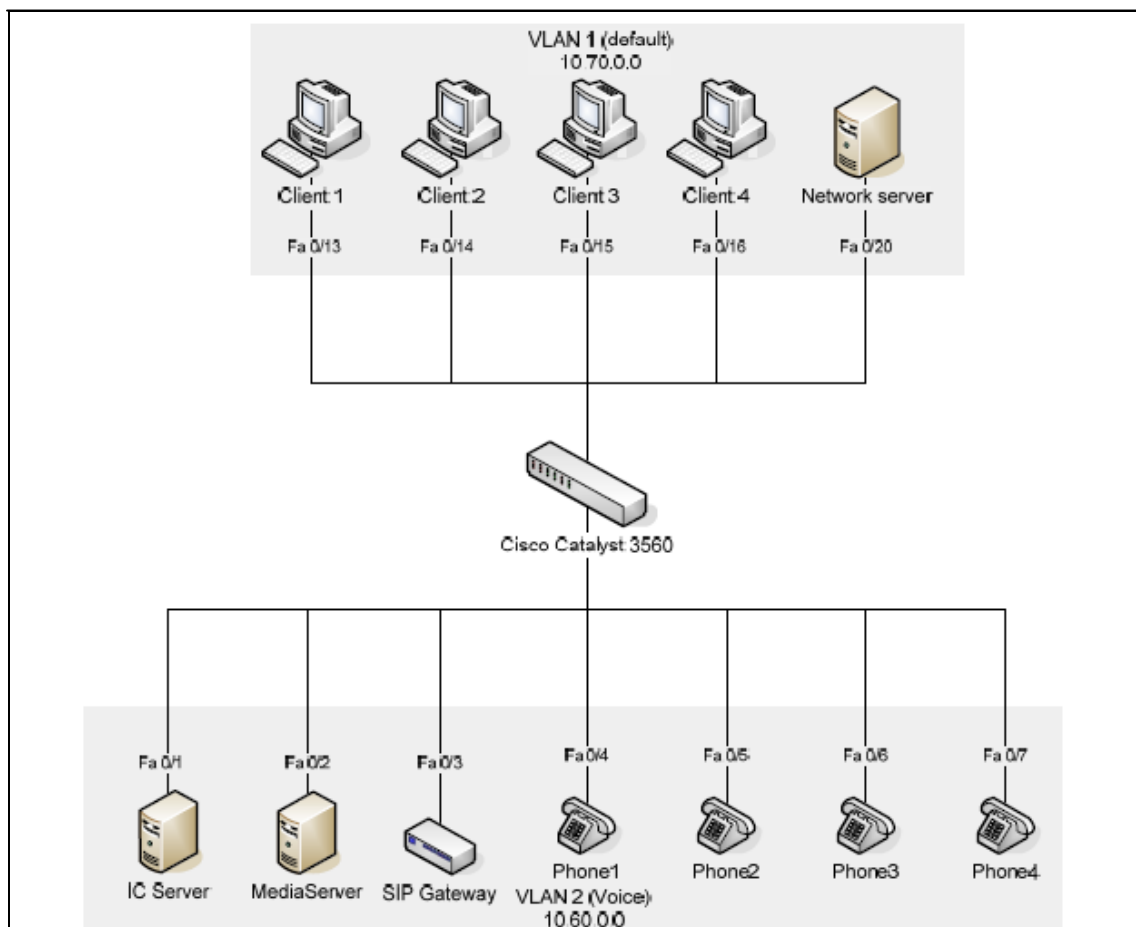 VLAN 1 (default)
10.70.0.0
Client 1
Client 2
Client 3
Client 4
Network server
Fa 0/13
Fa 0/14
Fa 0/15
Fa 0/16
Fa 0/20
Cisco Catalyst 3560
Fa 0/1
Fa 0/2
Fa 0/3
Fa 0/4
Fa 0/5
Fa 0/6
Fa 0/7
IC Server
MediaServer
SIP Gateway
Phone1
Phone2
Phone3
Phone4
VLAN 2 (Voice)
10.60.0.0